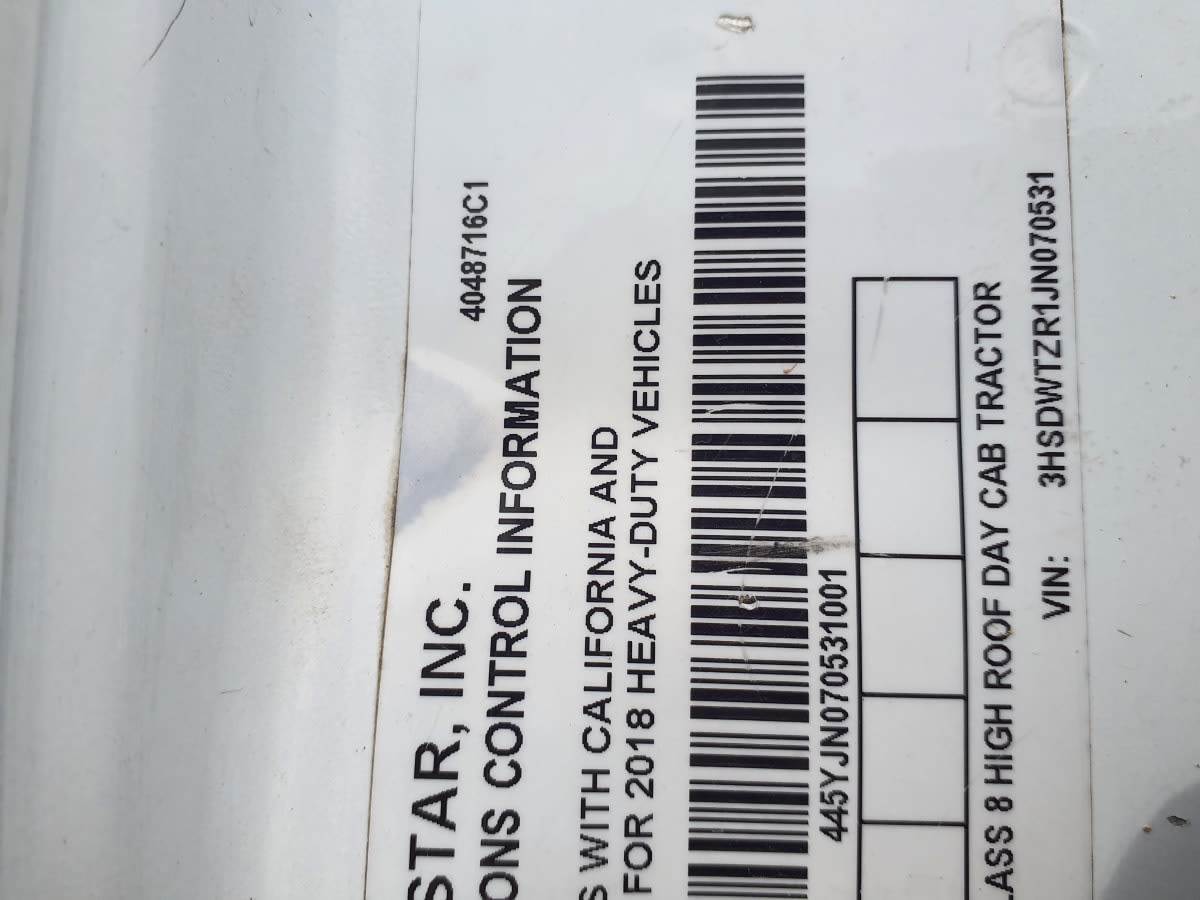 4048716C1
STAR, INC.
ONS CONTROL INFORMATION
S WITH CALIFORNIA AND
FOR 2018 HEAVY-DUTY VEHICLES
445YJN070531001
LASS 8 HIGH ROOF DAY CAB TRACTOR
VIN: 3HSDWTZR1JN070531